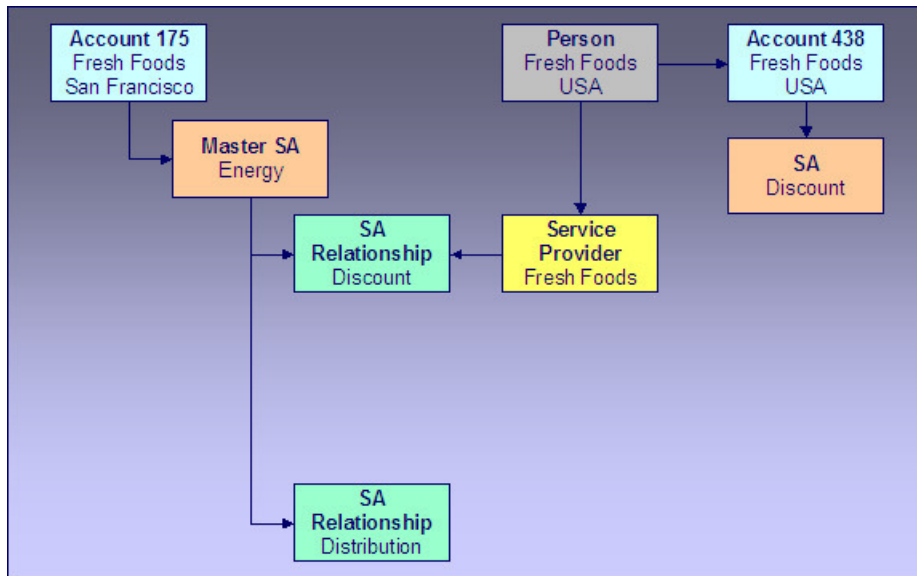 Account 175
Fresh Foods
San Francisco
Person
Fresh Foods
USA
Account 438
Fresh Foods
USA
Master SA
Energy
SA
Discount
SA
Relationship
Discount
Service
Provider
Fresh Foods
SA
Relationship
Distribution